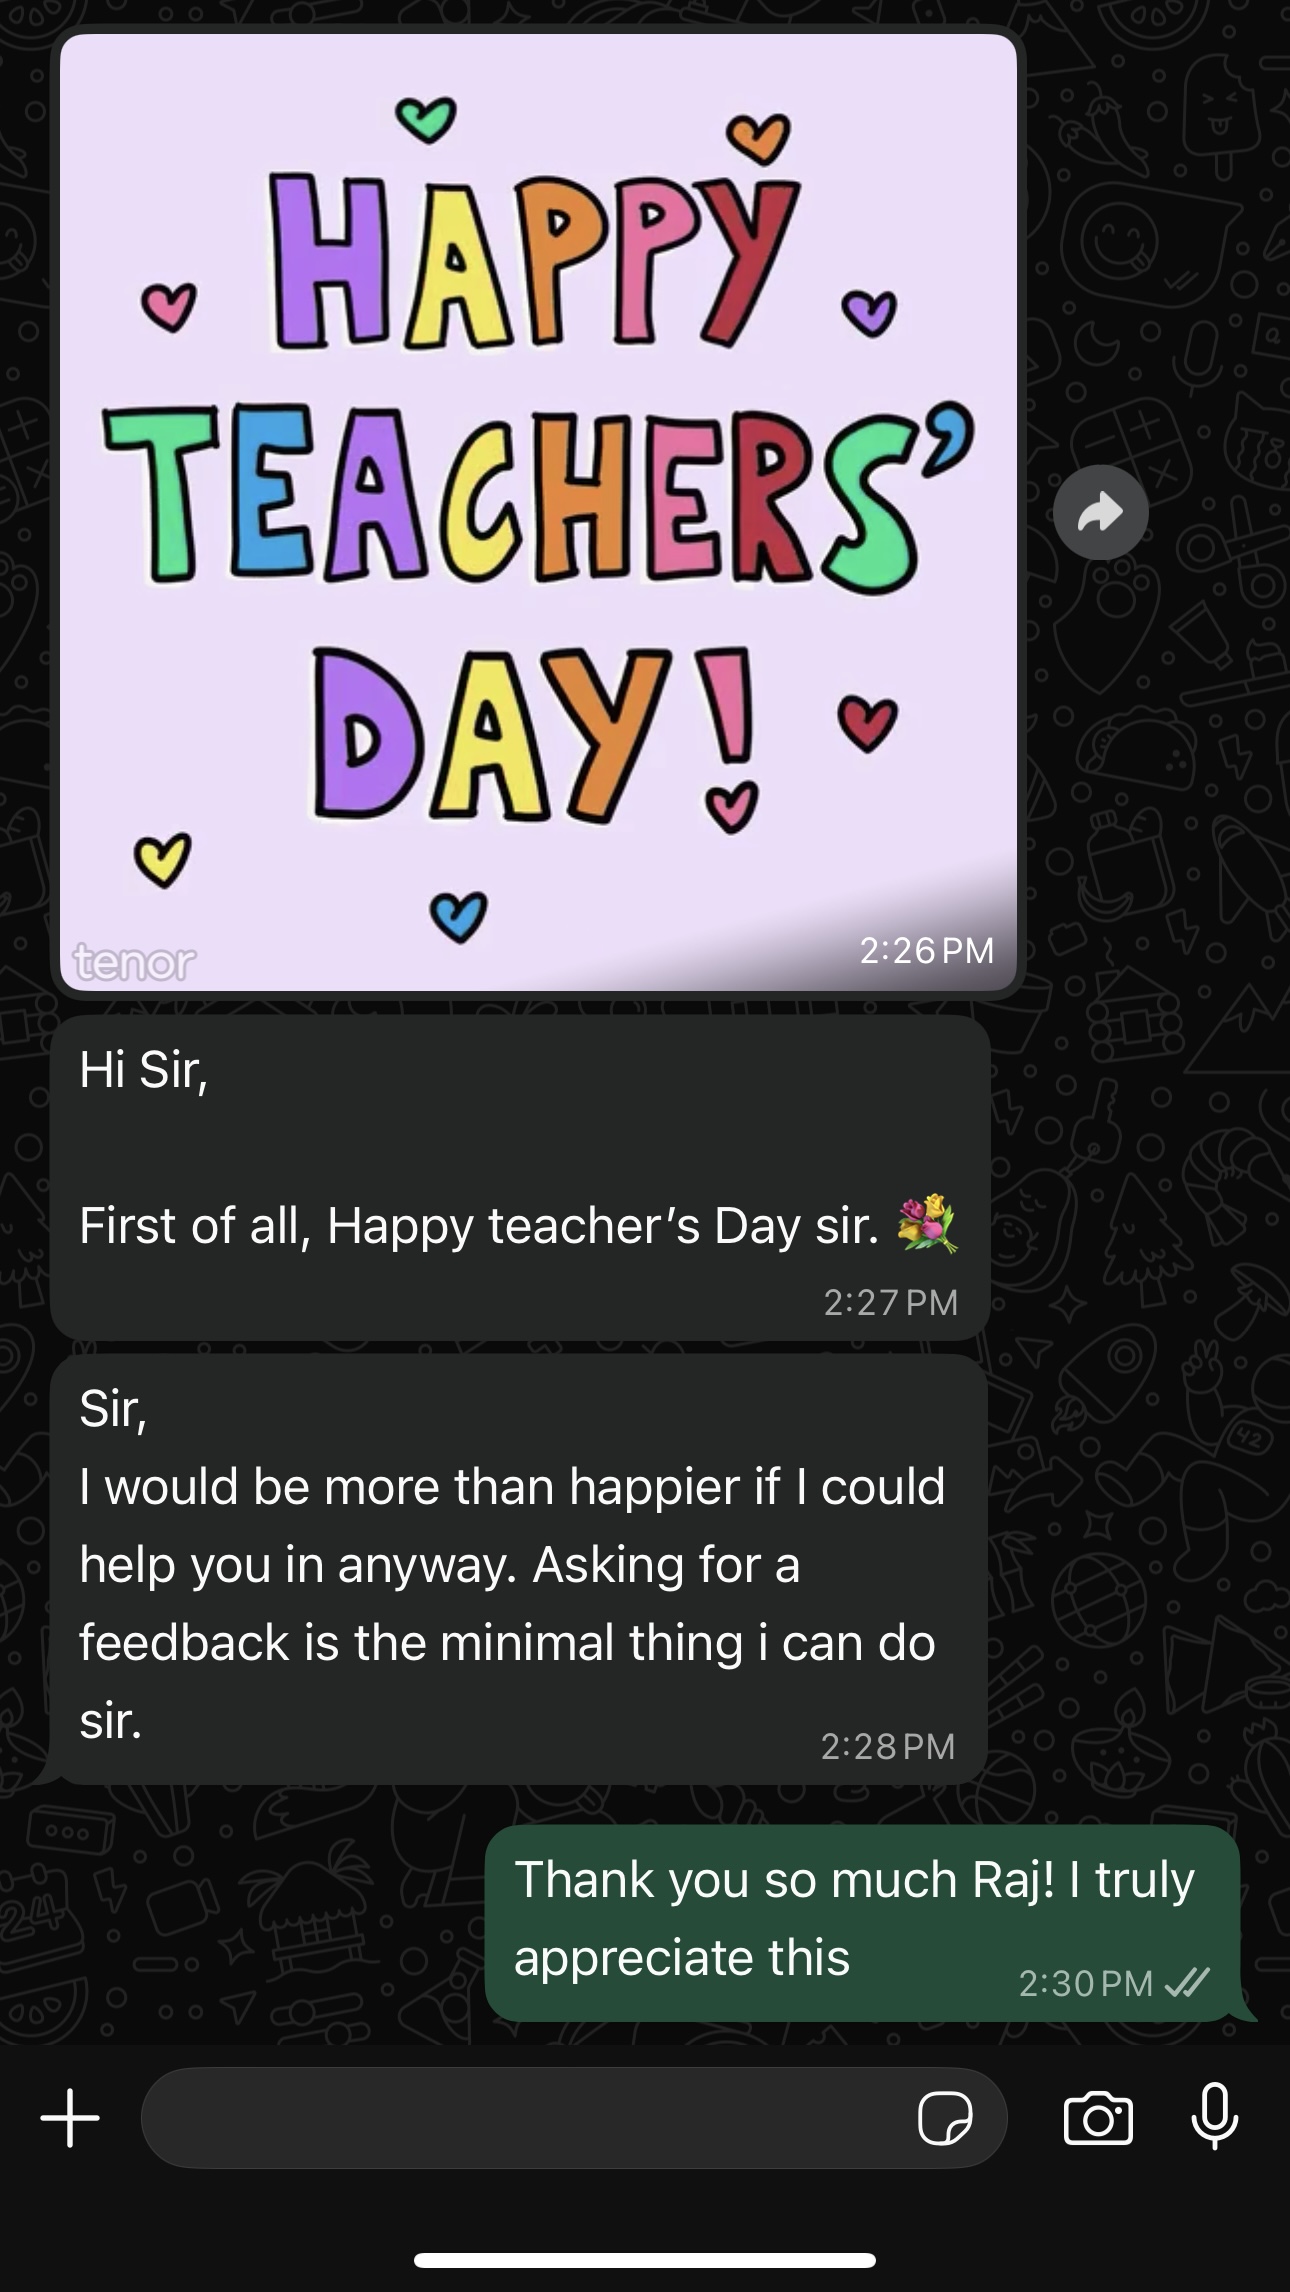 HAPPY
TEACHERS’
DAY!
tenor
2:26 PM
Hi Sir,
First of all, Happy teacher’s Day sir. 💐
2:27 PM
Sir,
I would be more than happier if I could
help you in anyway. Asking for a
feedback is the minimal thing i can do
sir.
2:28 PM
Thank you so much Raj! I truly
appreciate this
2:30 PM